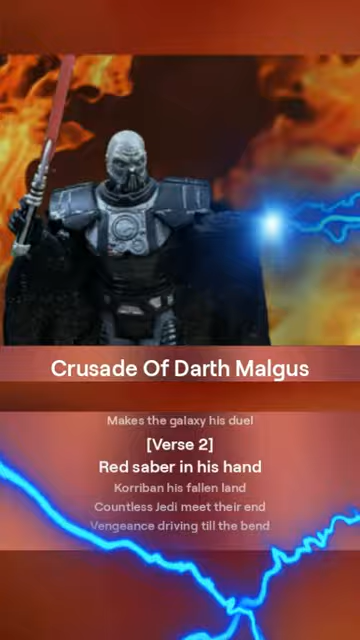 Crusade Of Darth Malgus
Makes the galaxy his duel
[Verse 2]
Red saber in his hand
Korriban his fallen land
Countless Jedi meet their end
Vengeance driving till the bend